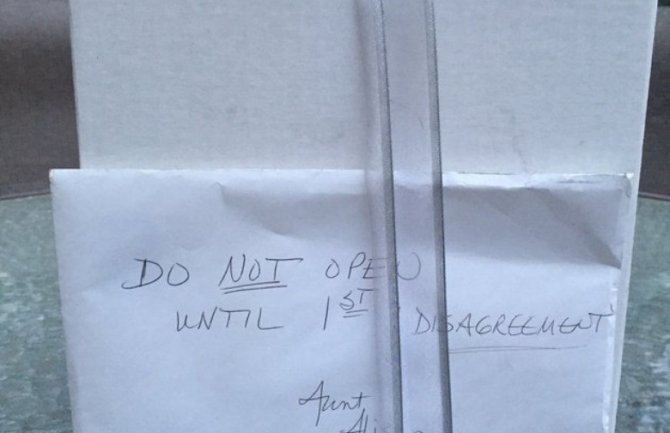 DO NOT OPEN
UNTIL 1ST DISAGREEMENT
Aunt